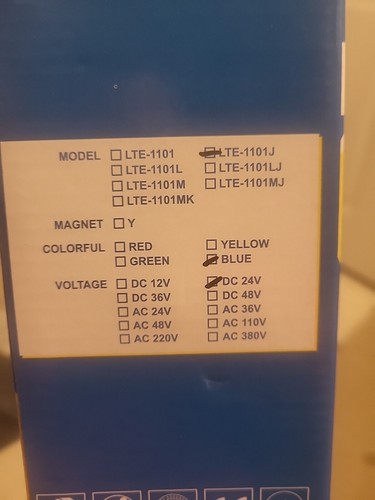 MODEL ☐ LTE-1101 ☐ LTE-1101J
☐ LTE-1101L ☐ LTE-1101LJ
☐ LTE-1101M ☐ LTE-1101MJ
☐ LTE-1101MK
MAGNET ☐ Y
COLORFUL ☐ RED ☐ YELLOW
☐ GREEN ☐ BLUE
VOLTAGE ☐ DC 12V ☐ DC 24V
☐ DC 36V ☐ DC 48V
☐ AC 24V ☐ AC 36V
☐ AC 48V ☐ AC 110V
☐ AC 220V ☐ AC 380V